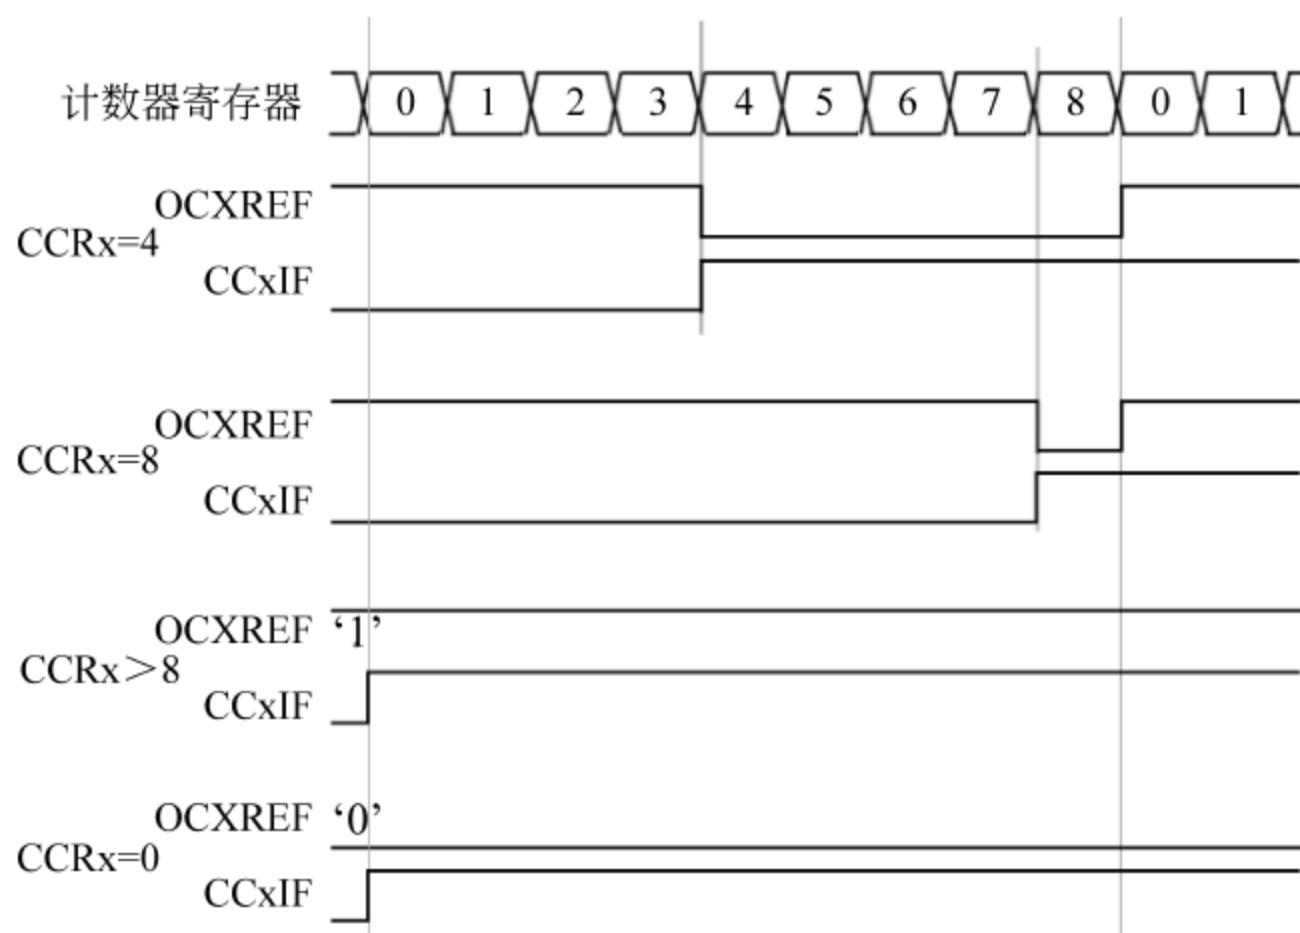 计数器寄存器 0 1 2 3 4 5 6 7 8 0 1
OCXREF
CCRx=4
CCxIF
OCXREF
CCRx=8
CCxIF
OCXREF ‘1’
CCRx＞8
CCxIF
OCXREF ‘0’
CCRx=0
CCxIF